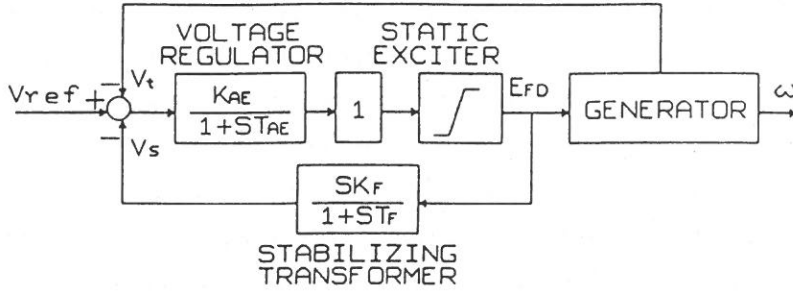 VOLTAGE
REGULATOR
STATIC
EXCITER
Vref
+
−
Vt
−
Vs
KAE
1+STAE
1
EFD
GENERATOR
ω
SKF
1+STF
STABILIZING
TRANSFORMER